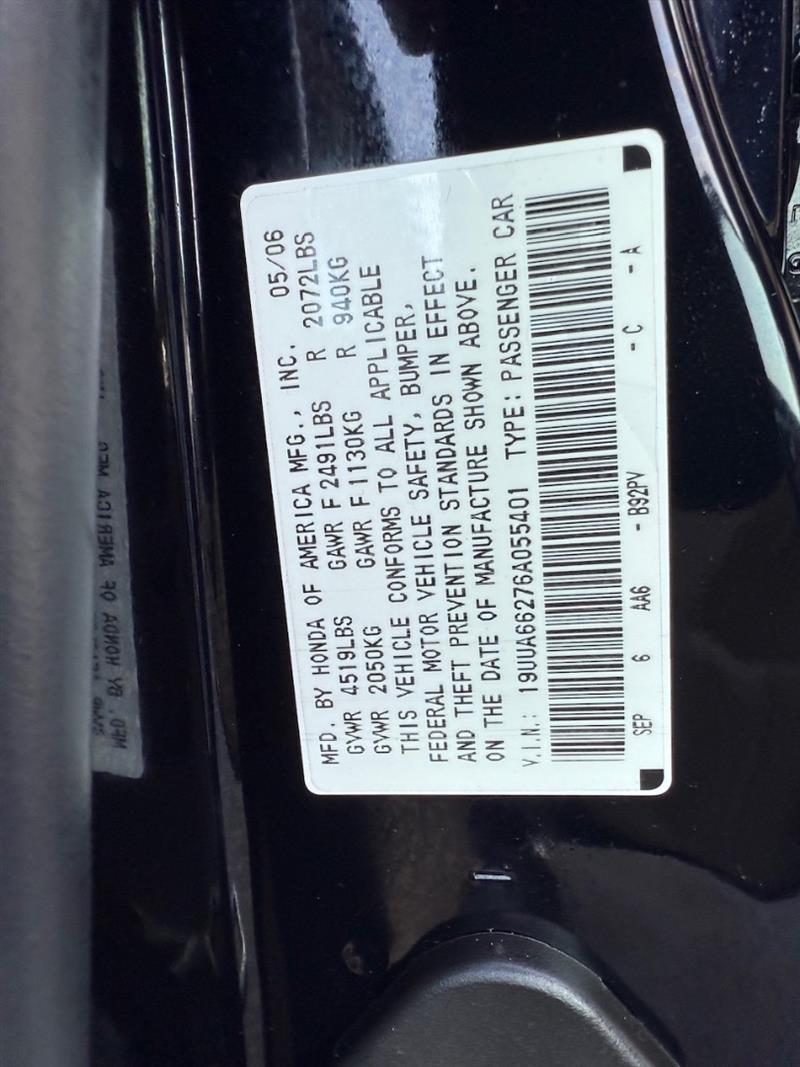 MFD. BY HONDA OF AMERICA MFG., INC. 05/06
GVWR 4519LBS GAWR F 2491LBS R 2072LBS
GVWR 2050KG GAWR F 1130KG R 940KG
THIS VEHICLE CONFORMS TO ALL APPLICABLE
FEDERAL MOTOR VEHICLE SAFETY, BUMPER,
AND THEFT PREVENTION STANDARDS IN EFFECT
ON THE DATE OF MANUFACTURE SHOWN ABOVE.
V.I.N.: 19UUA66276A055401 TYPE: PASSENGER CAR
SEP 6 AA6 - B92PV - C - A